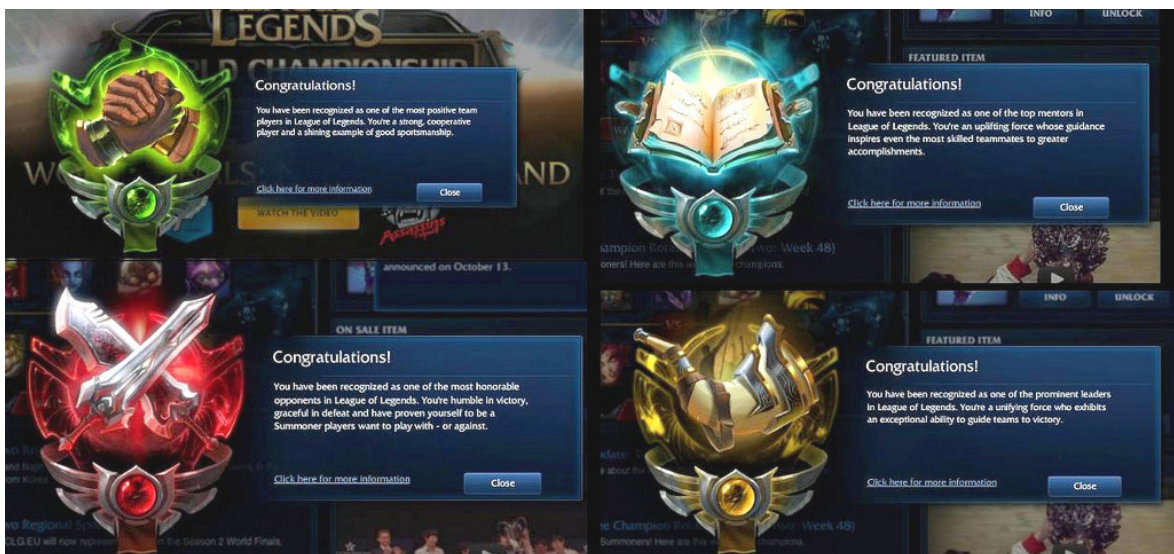 LEGENDS
WORLD CHAMPIONSHIP
Congratulations!
You have been recognized as one of the most positive team
players in League of Legends. You're a strong, cooperative
player and a shining example of good sportsmanship.
Click here for more information
Close
WATCH THE VIDEO
Assassins
INFO
UNLOCK
FEATURED ITEM
Congratulations!
You have been recognized as one of the top mentors in
League of Legends. You're an uplifting force whose guidance
inspires even the most skilled teammates to greater
accomplishments.
Click here for more information
Close
Two: Week 48)
champions.
announced on October 13.
ON SALE ITEM
Congratulations!
You have been recognized as one of the most honorable
opponents in League of Legends. You're humble in victory,
graceful in defeat and have proven yourself to be a
Summoner players want to play with - or against.
Click here for more information
Close
CLG.EU will now represent
in the Season 2 World Finals.
INFO
UNLOCK
FEATURED ITEM
Congratulations!
You have been recognized as one of the prominent leaders
in League of Legends. You're a unifying force who exhibits
an exceptional ability to guide teams to victory.
Click here for more information
Close
Champion
Two: Week 48)
Summoners! Here are this
champions.